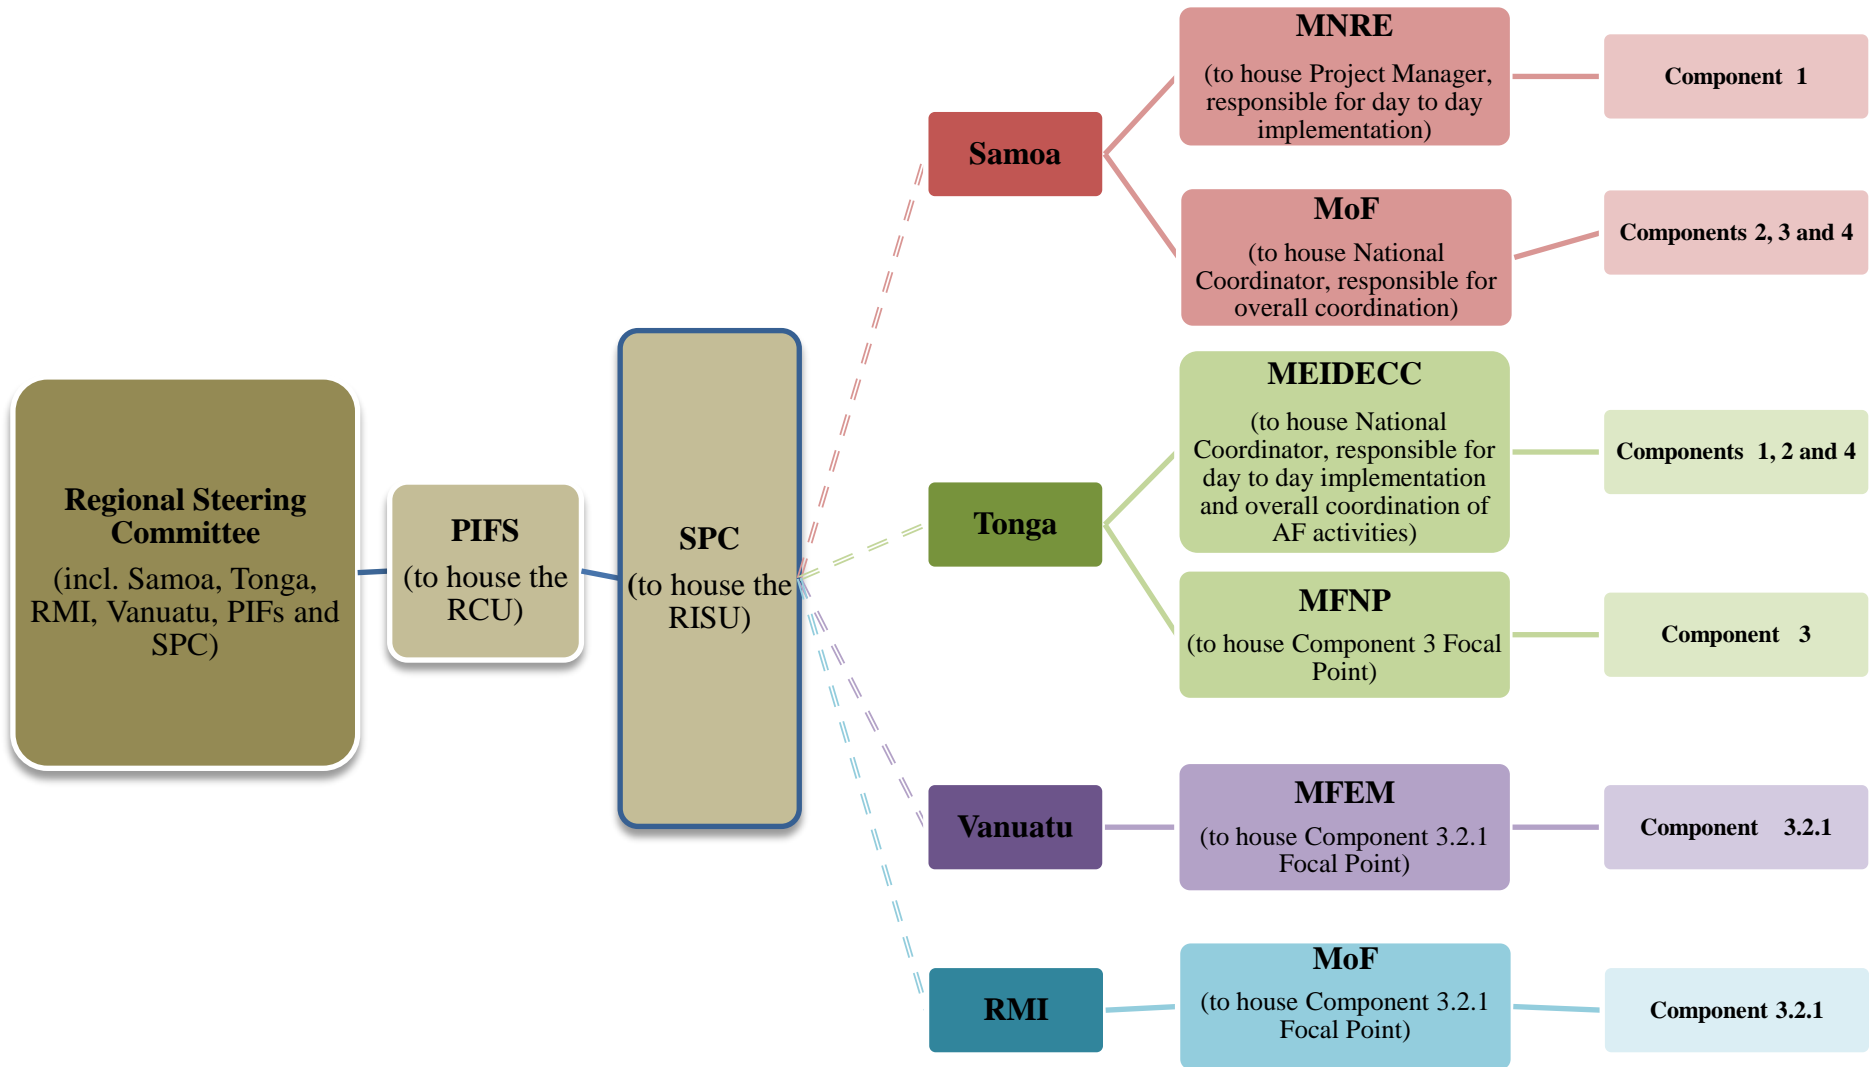 Regional Steering
Committee
(incl. Samoa, Tonga,
RMI, Vanuatu, PIFs and
SPC)
PIFS
(to house the
RCU)
SPC
(to house the
RISU)
Samoa
MNRE
(to house Project Manager,
responsible for day to day
implementation)
Component 1
MoF
(to house National
Coordinator, responsible for
overall coordination)
Components 2, 3 and 4
Tonga
MEIDECC
(to house National
Coordinator, responsible for
day to day implementation
and overall coordination of
AF activities)
Components 1, 2 and 4
MFNP
(to house Component 3 Focal
Point)
Component 3
Vanuatu
MFEM
(to house Component 3.2.1
Focal Point)
Component 3.2.1
RMI
MoF
(to house Component 3.2.1
Focal Point)
Component 3.2.1